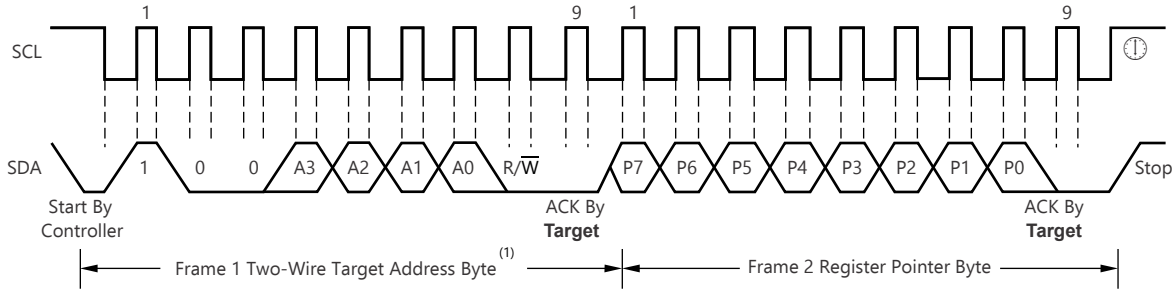 1 9 1 9
SCL
SDA 1 0 0 A3 A2 A1 A0 R/W P7 P6 P5 P4 P3 P2 P1 P0 Stop
Start By ACK By ACK By
Controller Target Target
Frame 1 Two-Wire Target Address Byte (1) Frame 2 Register Pointer Byte